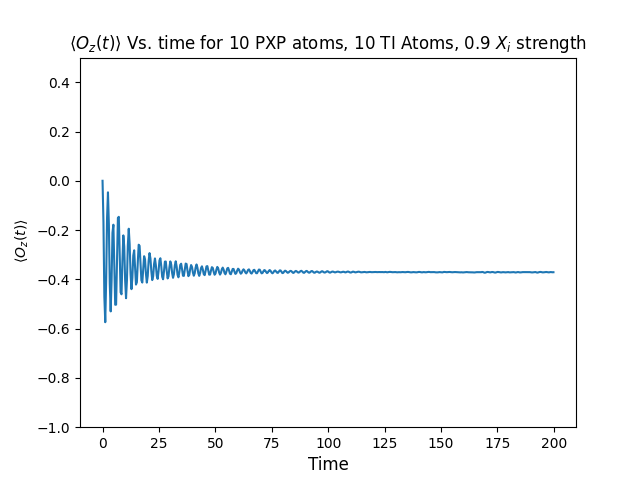 ⟨O_z(t)⟩ Vs. time for 10 PXP atoms, 10 TI Atoms, 0.9 X_i strength
0.4
0.2
0.0
−0.2
⟨O_z(t)⟩
−0.4
−0.6
−0.8
−1.0
0 25 50 75 100 125 150 175 200
Time